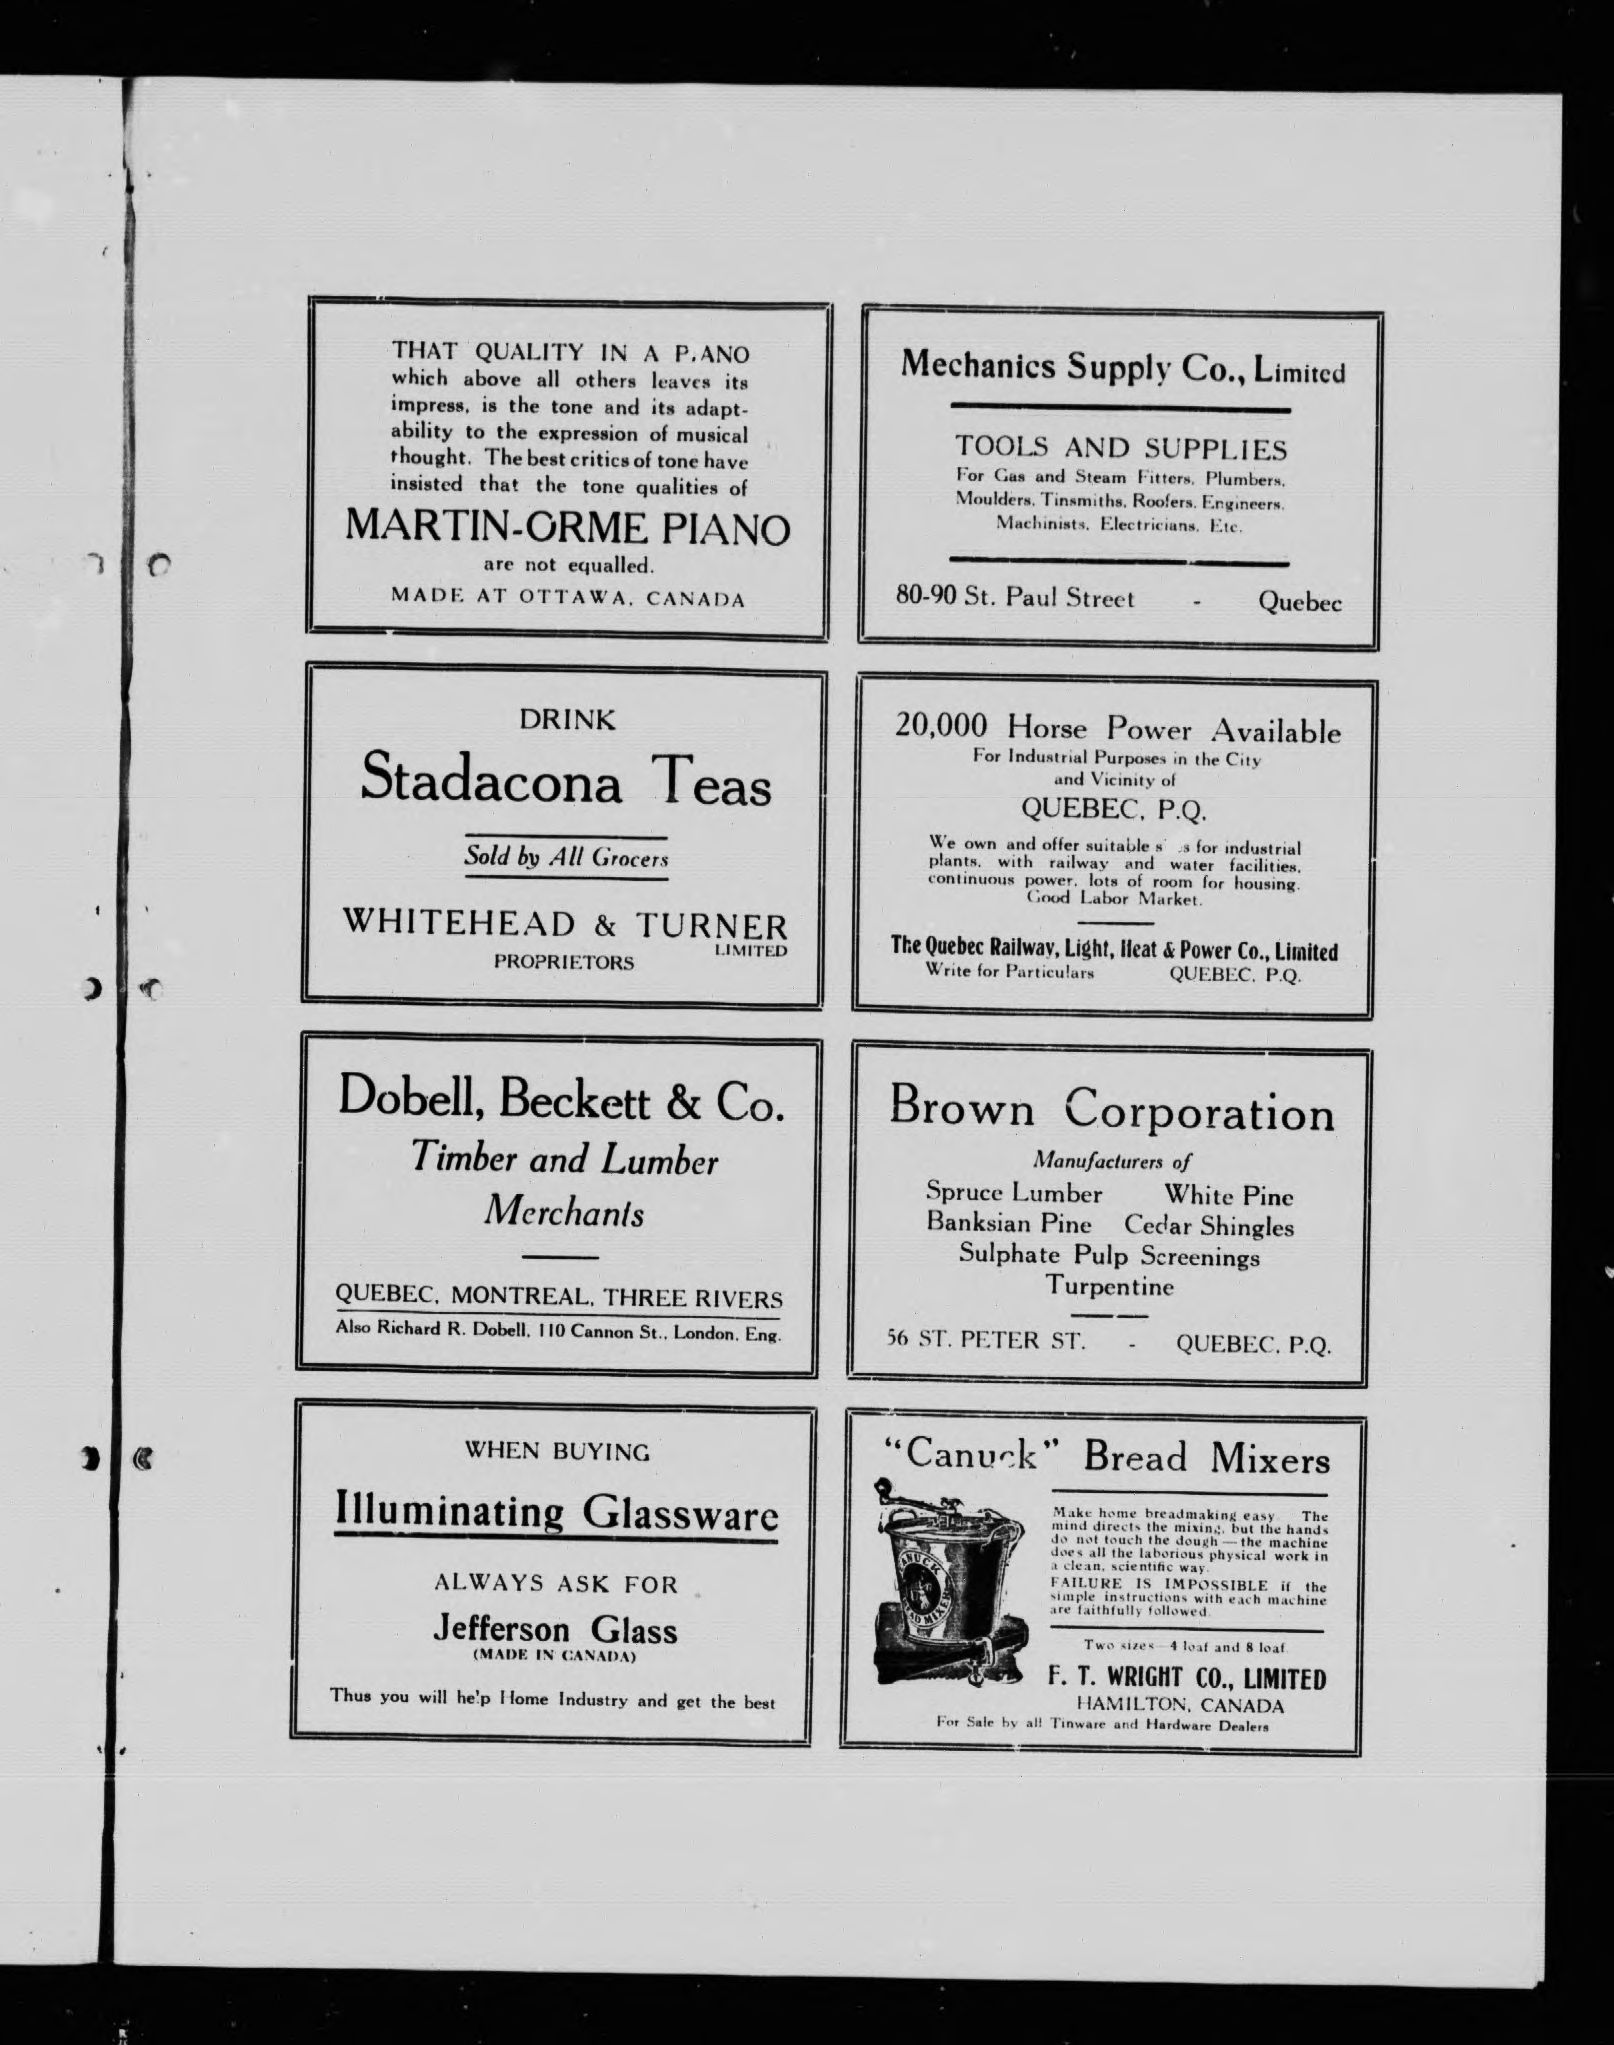 THAT QUALITY IN A P.ANO
which above all others leaves its
impress, is the tone and its adapt-
ability to the expression of musical
thought. The best critics of tone have
insisted that the tone qualities of
MARTIN-ORME PIANO
are not equalled.
MADE AT OTTAWA, CANADA
Mechanics Supply Co., Limited
TOOLS AND SUPPLIES
For Gas and Steam Fitters, Plumbers,
Moulders, Tinsmiths, Roofers, Engineers,
Machinists, Electricians, Etc.
80-90 St. Paul Street - Quebec
DRINK
Stadacona Teas
Sold by All Grocers
WHITEHEAD & TURNER
LIMITED
PROPRIETORS
20,000 Horse Power Available
For Industrial Purposes in the City
and Vicinity of
QUEBEC, P.Q.
We own and offer suitable for industrial
plants, with railway and water facilities,
continuous power, lots of room for housing.
Good Labor Market.
The Quebec Railway, Light, Heat & Power Co., Limited
Write for Particulars QUEBEC, P.Q.
Dobell, Beckett & Co.
Timber and Lumber
Merchants
QUEBEC, MONTREAL, THREE RIVERS
Also Richard R. Dobell, 110 Cannon St., London, Eng.
Brown Corporation
Manufacturers of
Spruce Lumber White Pine
Banksian Pine Cedar Shingles
Sulphate Pulp Screenings
Turpentine
56 ST. PETER ST. - QUEBEC, P.Q.
WHEN BUYING
Illuminating Glassware
ALWAYS ASK FOR
Jefferson Glass
(MADE IN CANADA)
Thus you will help Home Industry and get the best
"Canuck" Bread Mixers
CANUCK
BREAD MIXER
Make home breadmaking easy. The
mind directs the mixing, but the hands
do not touch the dough — the machine
does all the laborious physical work in
a clean, scientific way.
FAILURE IS IMPOSSIBLE if the
simple instructions with each machine
are faithfully followed.
Two sizes—4 loaf and 8 loaf.
F. T. WRIGHT CO., LIMITED
HAMILTON, CANADA
For Sale by all Tinware and Hardware Dealers